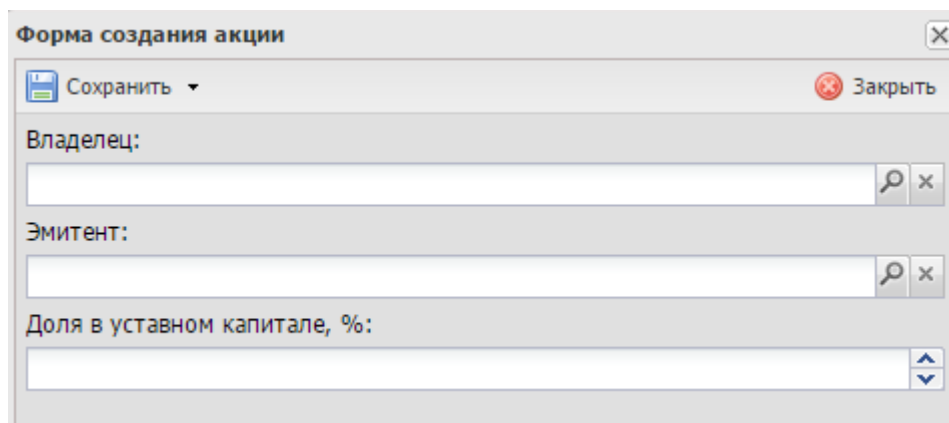 Форма создания акции
Сохранить Закрыть
Владелец:
Эмитент:
Доля в уставном капитале, %: